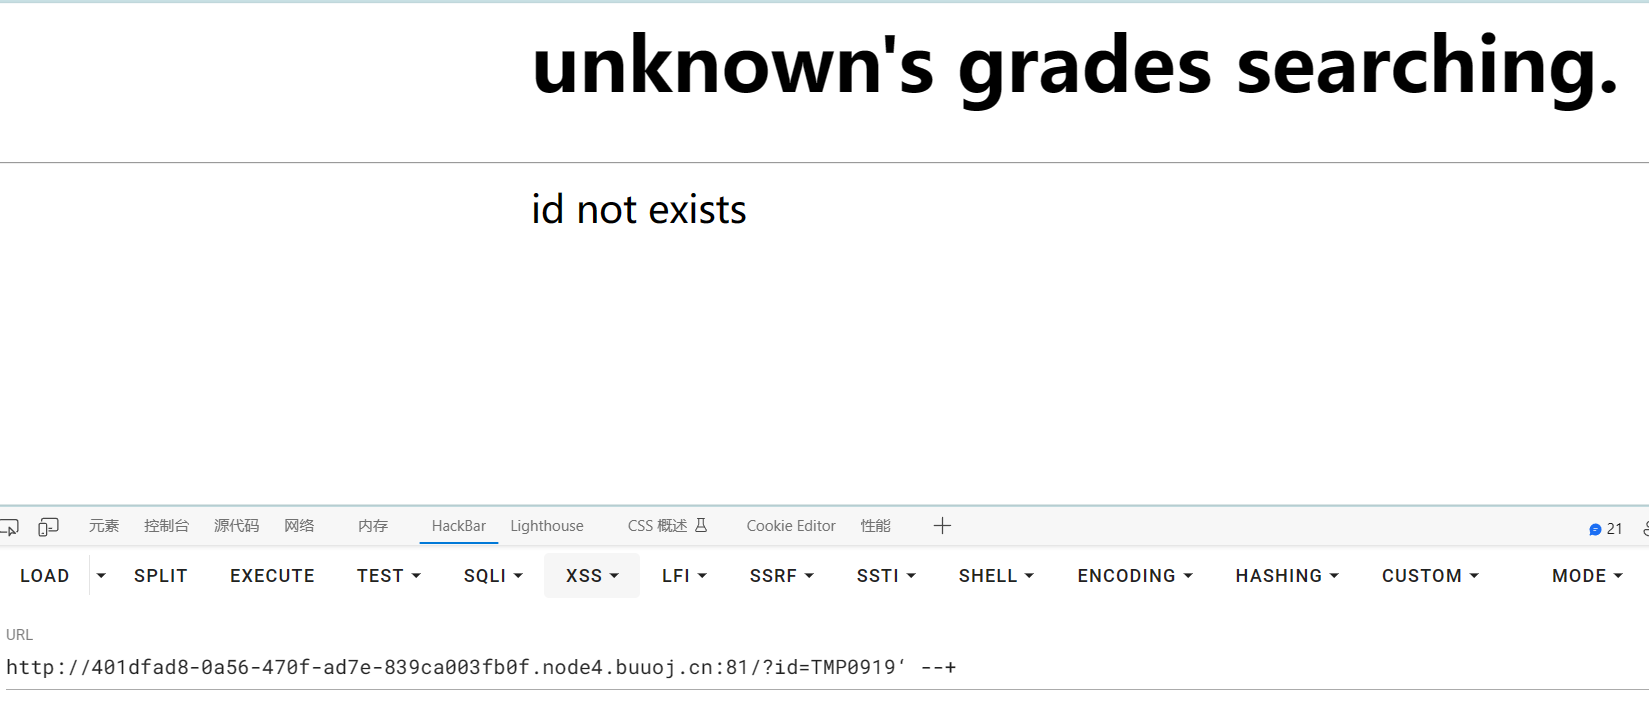 unknown's grades searching.
id not exists
元素 控制台 源代码 网络 内存 HackBar Lighthouse CSS 概述 Cookie Editor 性能 21
LOAD SPLIT EXECUTE TEST SQLI XSS LFI SSRF SSTI SHELL ENCODING HASHING CUSTOM MODE
URL
http://401dfad8-0a56-470f-ad7e-839ca003fb0f.node4.buuoj.cn:81/?id=TMP0919‘ --+